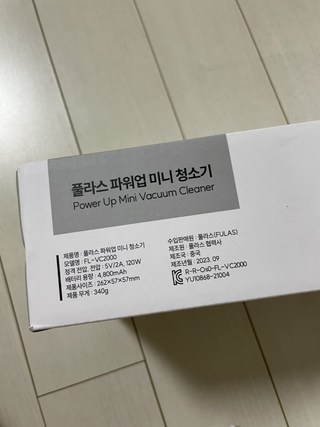 풀라스 파워업 미니 청소기
Power Up Mini Vacuum Cleaner
제품명 : 풀라스 파워업 미니 청소기
모델명 : FL-VC2000
정격 전압, 전압 : 5V/2A, 120W
배터리 용량 : 4,800mAh
제품사이즈 : 262×57×57mm
제품 무게 : 340g
수입판매원 : 풀라스(FULAS)
제조원 : 풀라스 협력사
제조국 : 중국
제조년월 : 2023. 09
R-R-Os0-FL-VC2000
YU10868-21004